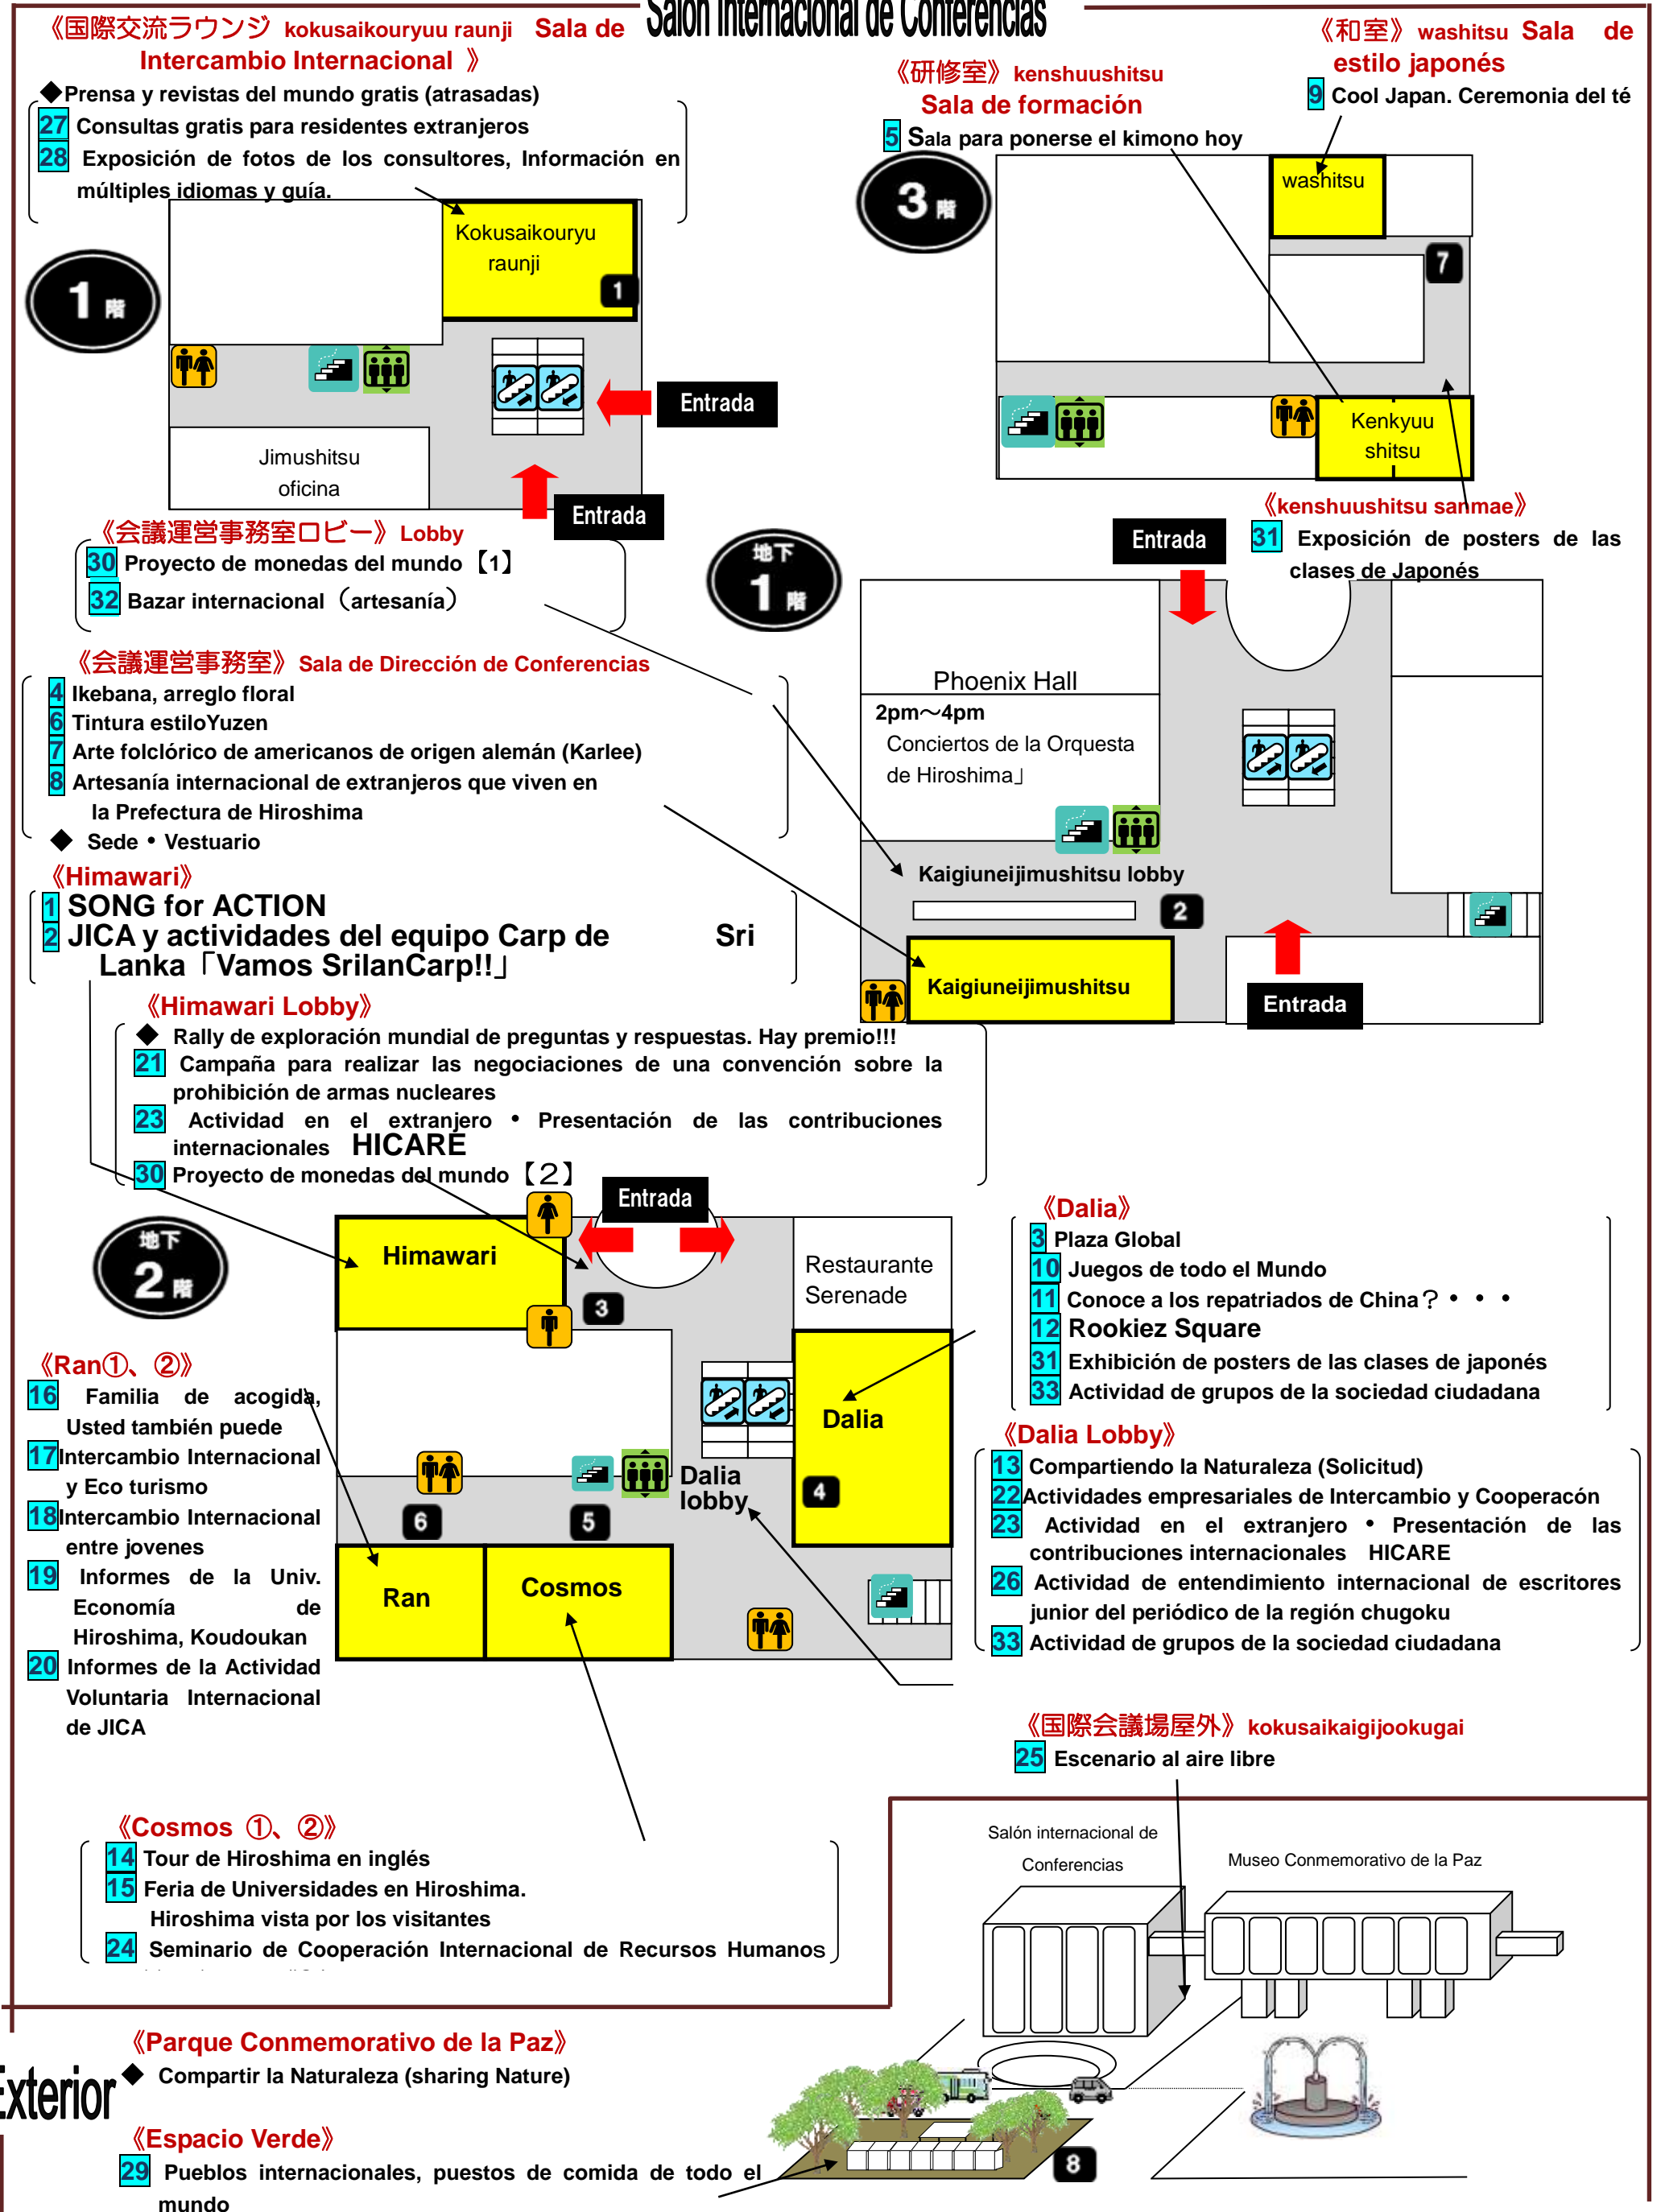 Salón Internacional de Conferencias
《国際交流ラウンジ kokusaikouryuu raunji Sala de
Intercambio Internacional 》
◆Prensa y revistas del mundo gratis (atrasadas)
27 Consultas gratis para residentes extranjeros
28 Exposición de fotos de los consultores, Información en
múltiples idiomas y guía.
《研修室》kenshuushitsu
Sala de formación
5 Sala para ponerse el kimono hoy
《和室》washitsu Sala de
estilo japonés
9 Cool Japan. Ceremonia del té
1階
Kokusaikouryu
raunji
1
Entrada
Jimushitsu
oficina
Entrada
3階
washitsu
7
Kenkyuu
shitsu
《kenshuushitsu sanmae》
31 Exposición de posters de las
clases de Japonés
《会議運営事務室ロビー》Lobby
30 Proyecto de monedas del mundo【1】
32 Bazar internacional（artesanía）
《会議運営事務室》Sala de Dirección de Conferencias
4 Ikebana, arreglo floral
6 Tintura estiloYuzen
7 Arte folclórico de americanos de origen alemán (Karlee)
8 Artesanía internacional de extranjeros que viven en
la Prefectura de Hiroshima
◆ Sede・Vestuario
地下
1階
Entrada
Phoenix Hall
2pm～4pm
Conciertos de la Orquesta
de Hiroshima」
Kaigiuneijimushitsu lobby
2
Kaigiuneijimushitsu
Entrada
《Himawari》
1 SONG for ACTION
2 JICA y actividades del equipo Carp de Sri
Lanka「Vamos SrilanCarp!!」
《Himawari Lobby》
◆ Rally de exploración mundial de preguntas y respuestas. Hay premio!!!
21 Campaña para realizar las negociaciones de una convención sobre la
prohibición de armas nucleares
23 Actividad en el extranjero・Presentación de las contribuciones
internacionales HICARE
30 Proyecto de monedas del mundo【２】
地下
2階
Entrada
Himawari
3
Restaurante
Serenade
Dalia
4
Dalia
lobby
6
5
Ran
Cosmos
《Dalia》
3 Plaza Global
10 Juegos de todo el Mundo
11 Conoce a los repatriados de China？・・・
12 Rookiez Square
31 Exhibición de posters de las clases de japonés
33 Actividad de grupos de la sociedad ciudadana
《Dalia Lobby》
13 Compartiendo la Naturaleza (Solicitud)
22 Actividades empresariales de Intercambio y Cooperacón
23 Actividad en el extranjero・Presentación de las
contribuciones internacionales HICARE
26 Actividad de entendimiento internacional de escritores
junior del periódico de la región chugoku
33 Actividad de grupos de la sociedad ciudadana
《Ran①、②》
16 Familia de acogida,
Usted también puede
17 Intercambio Internacional
y Eco turismo
18 Intercambio Internacional
entre jovenes
19 Informes de la Univ.
Economía de
Hiroshima, Koudoukan
20 Informes de la Actividad
Voluntaria Internacional
de JICA
《国際会議場屋外》kokusaikaigijookugai
25 Escenario al aire libre
《Cosmos ①、②》
14 Tour de Hiroshima en inglés
15 Feria de Universidades en Hiroshima.
Hiroshima vista por los visitantes
24 Seminario de Cooperación Internacional de Recursos Humanos
Salón internacional de
Conferencias
Museo Conmemorativo de la Paz
8
Exterior
《Parque Conmemorativo de la Paz》
◆ Compartir la Naturaleza (sharing Nature)
《Espacio Verde》
29 Pueblos internacionales, puestos de comida de todo el
mundo